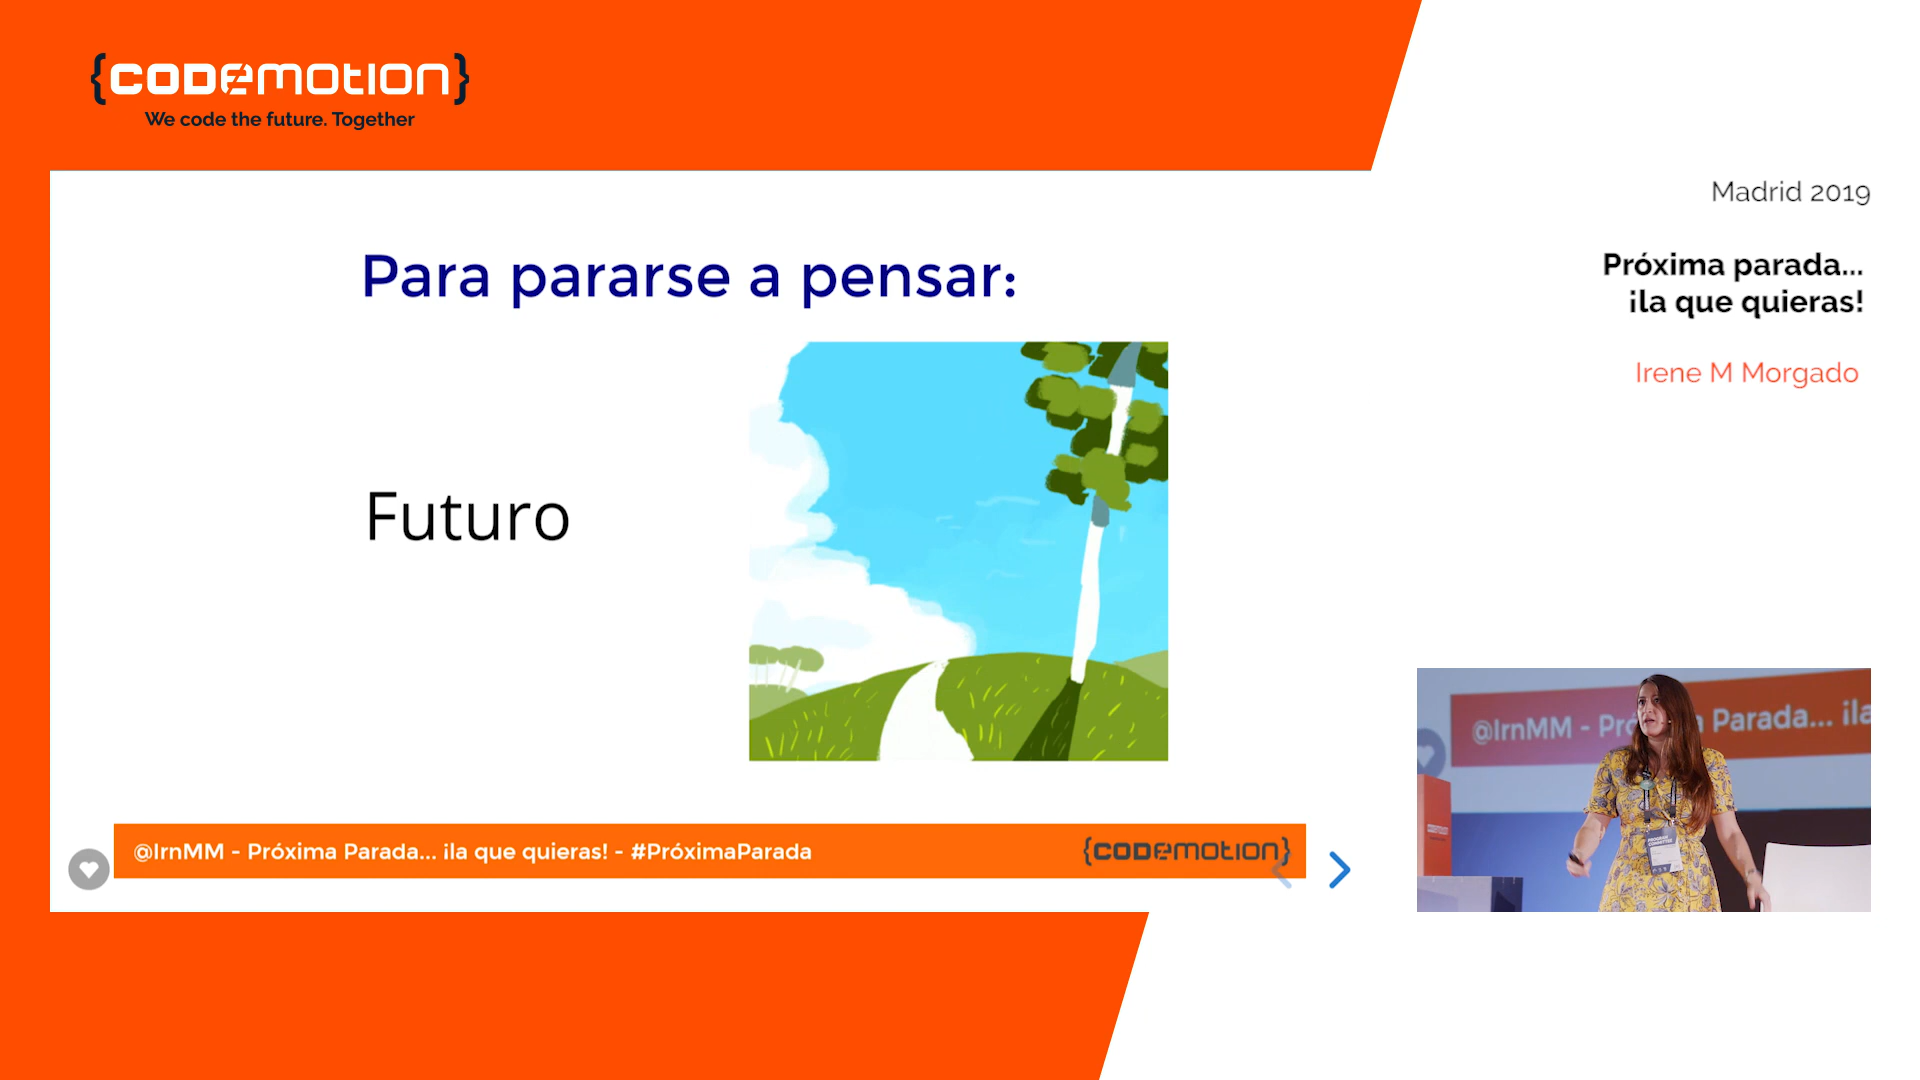 {codemotion}
We code the future. Together
Madrid 2019
Próxima parada...
¡la que quieras!
Irene M Morgado
Para pararse a pensar:
Futuro
@IrnMM - Próxima Parada... ¡la que quieras! - #PróximaParada
{codemotion}
@IrnMM - Pró Parada... ¡la